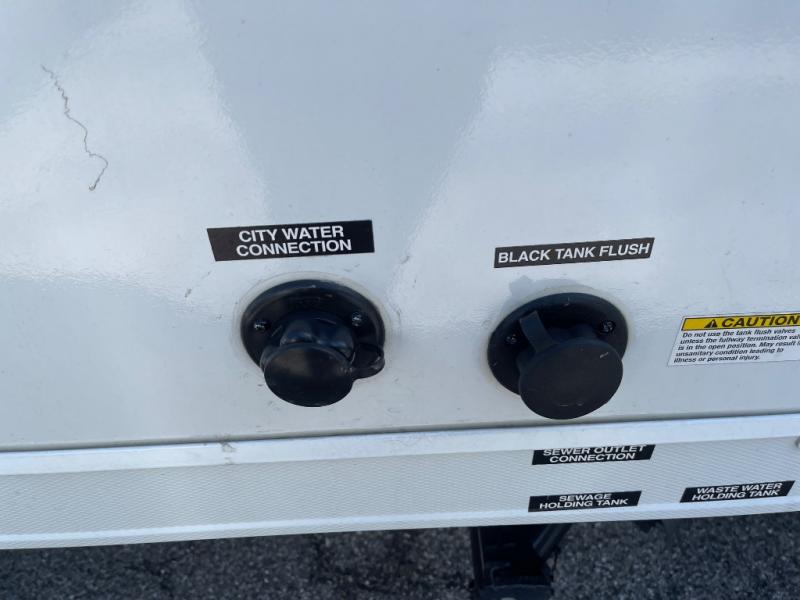 CITY WATER
CONNECTION
BLACK TANK FLUSH
CAUTION
Do not use the tank flush valves
unless the fullway termination valve
is in the open position. May result in
unsanitary condition leading to
illness or personal injury.
SEWER OUTLET
CONNECTION
SEWAGE
HOLDING TANK
WASTE WATER
HOLDING TANK